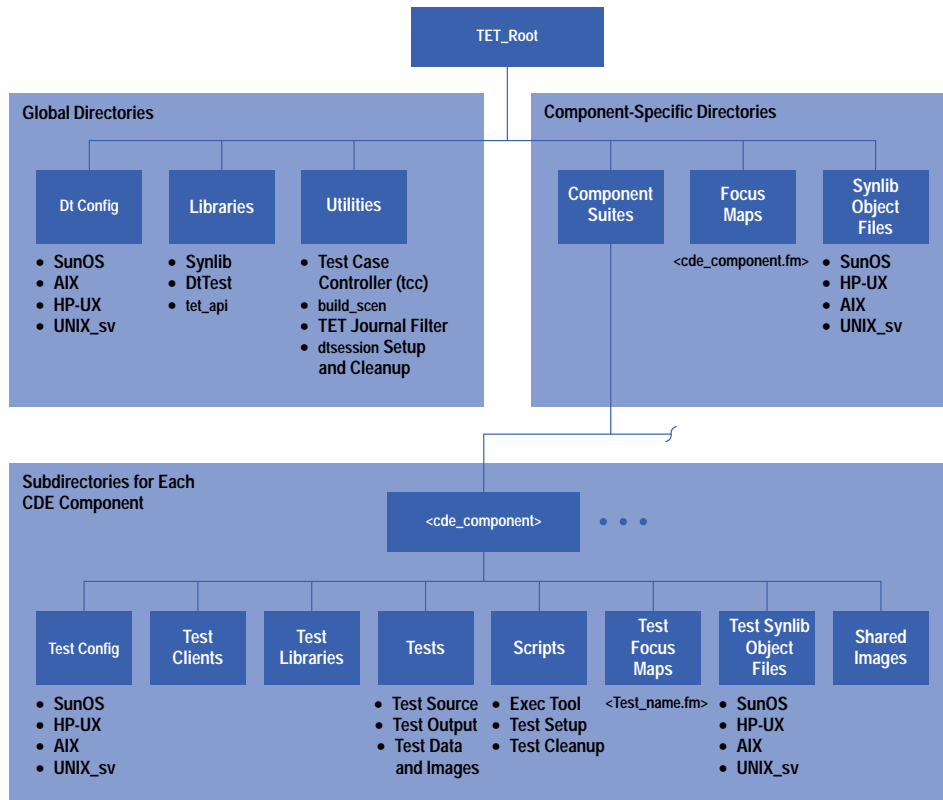 TET_Root
Global Directories
Dt Config
Libraries
Utilities
• SunOS
• AIX
• HP-UX
• UNIX_sv
• Synlib
• DtTest
• tet_api
• Test Case
Controller (tcc)
• build_scen
• TET Journal Filter
• dtsession Setup
and Cleanup
Component-Specific Directories
Component
Suites
Focus
Maps
<cde_component.fm>
Synlib
Object
Files
• SunOS
• HP-UX
• AIX
• UNIX_sv
Subdirectories for Each
CDE Component
<cde_component>
• • •
Test Config
• SunOS
• HP-UX
• AIX
• UNIX_sv
Test
Clients
Test
Libraries
Tests
• Test Source
• Test Output
• Test Data
and Images
Scripts
• Exec Tool
• Test Setup
• Test Cleanup
Test
Focus
Maps
<Test_name.fm>
Test Synlib
Object
Files
• SunOS
• HP-UX
• AIX
• UNIX_sv
Shared
Images